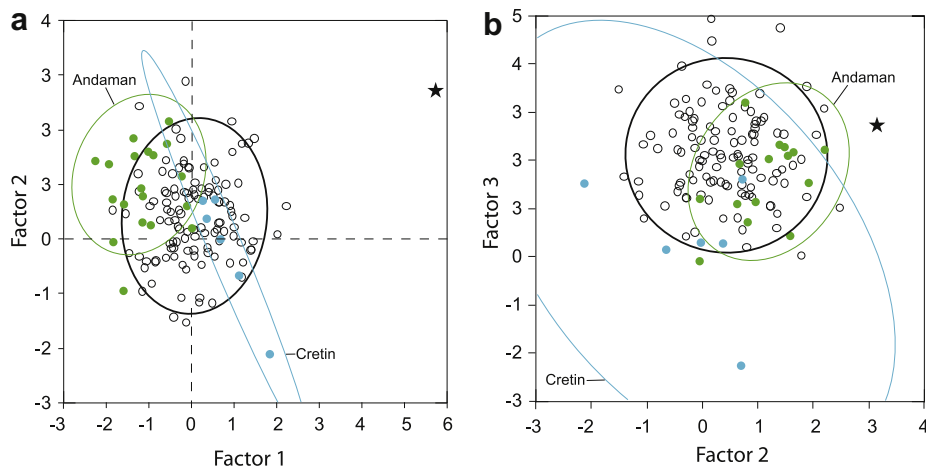 a
4
3
3
3
0
-1
-2
-3
Factor 2
-3 -2 -1 0 1 2 3 4 5 6
Factor 1
Andaman
Cretin
b
5
4
3
3
3
0
-1
-2
-3
Factor 3
-3 -2 -1 0 1 2 3 4
Factor 2
Andaman
Cretin